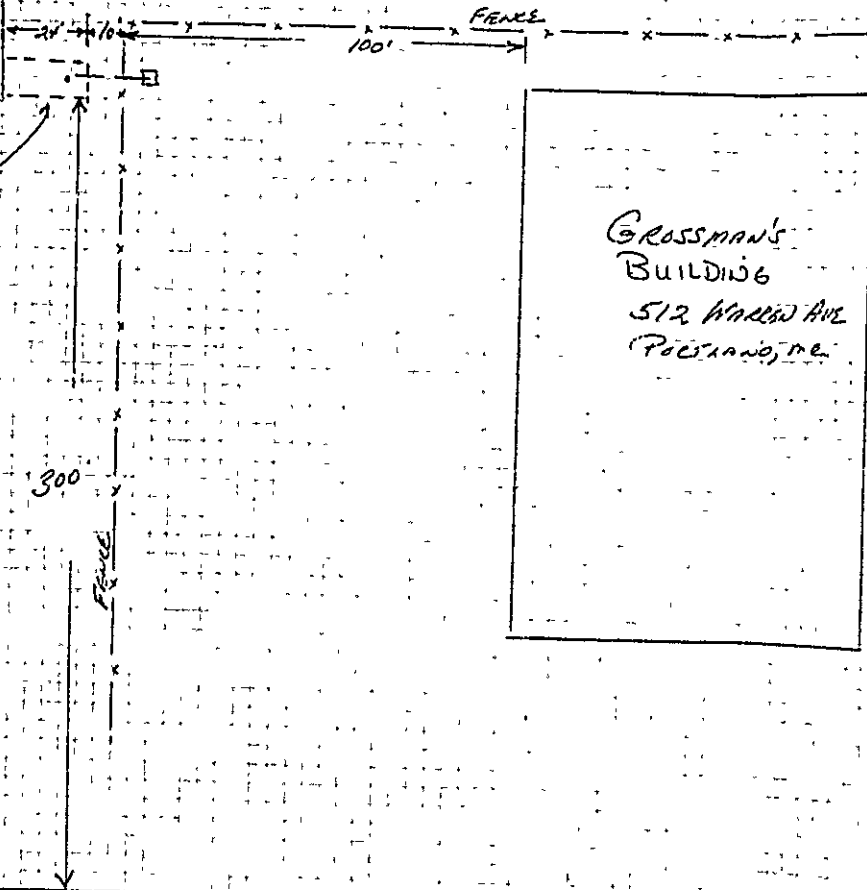 FENCE
24' 10'
100'
GROSSMAN'S
BUILDING
512 WARREN AVE
PORTLAND, ME.
300
FENCE